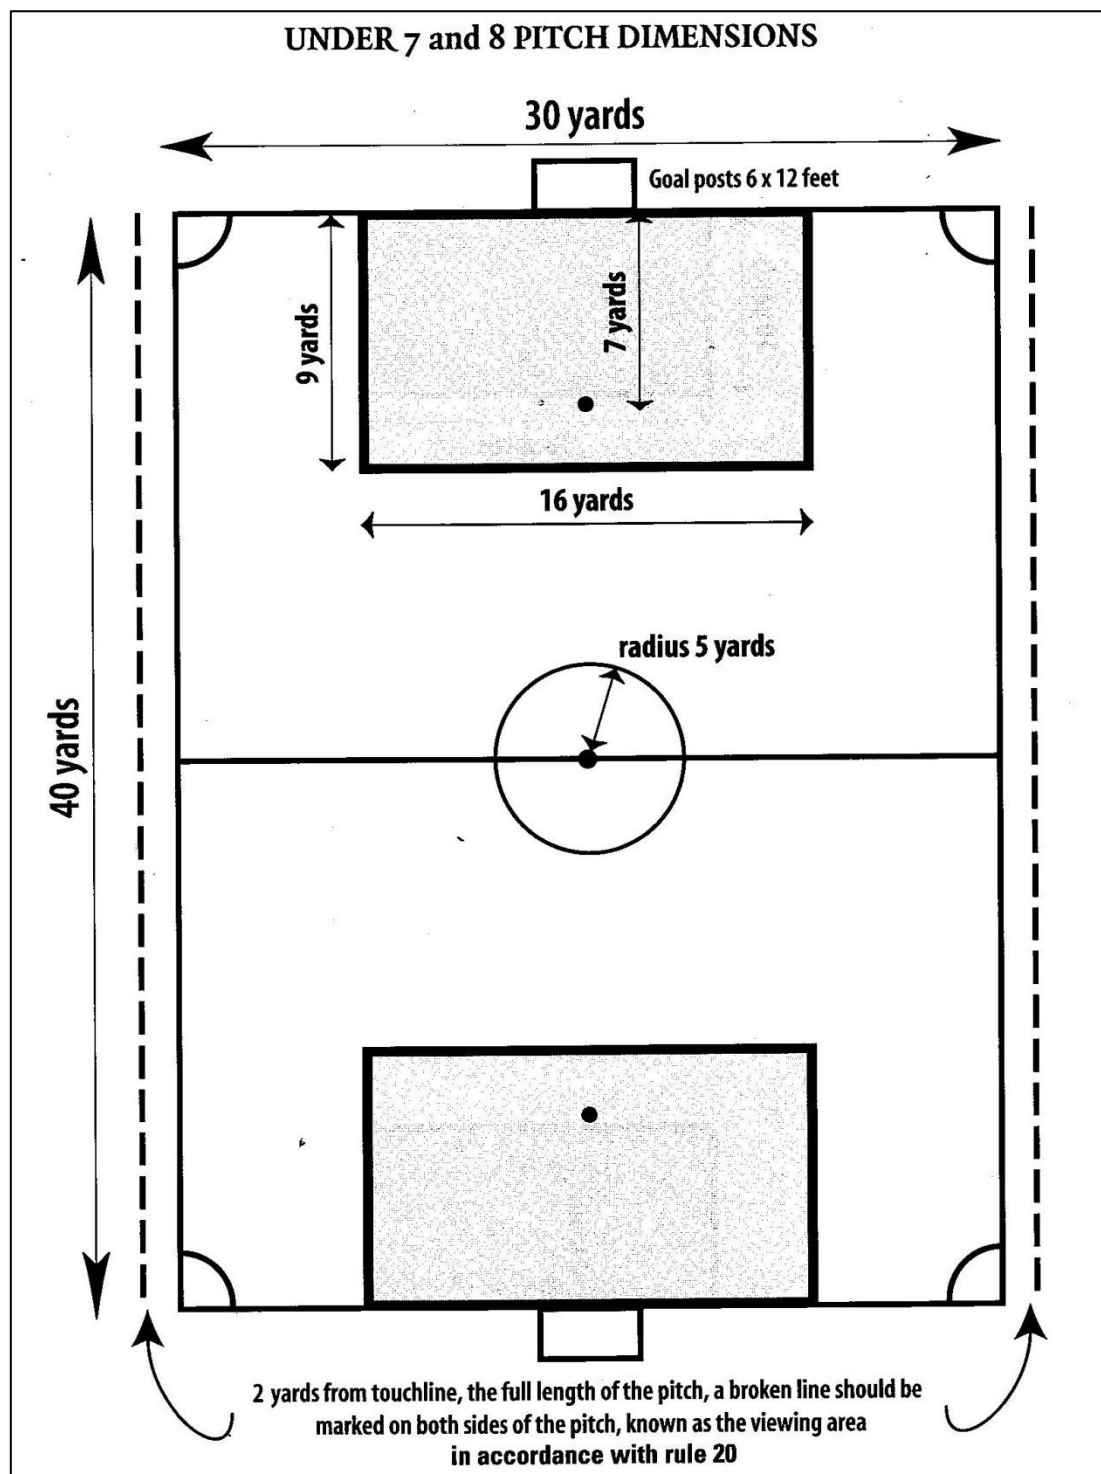 UNDER 7 and 8 PITCH DIMENSIONS
30 yards
Goal posts 6 x 12 feet
9 yards
7 yards
16 yards
radius 5 yards
40 yards
2 yards from touchline, the full length of the pitch, a broken line should be
marked on both sides of the pitch, known as the viewing area
in accordance with rule 20